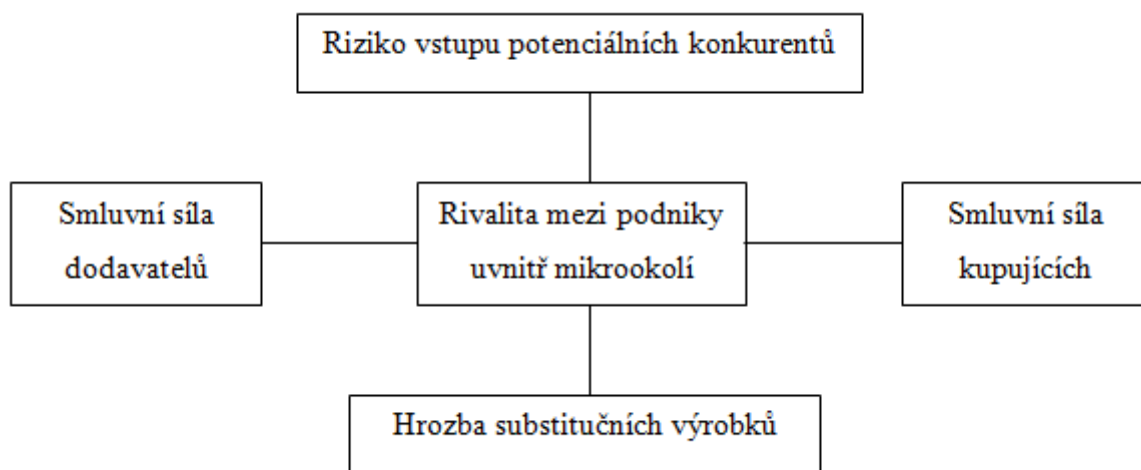 Riziko vstupu potenciálních konkurentů
Smluvní síla
dodavatelů
Rivalita mezi podniky
uvnitř mikrookolí
Smluvní síla
kupujících
Hrozba substitučních výrobků